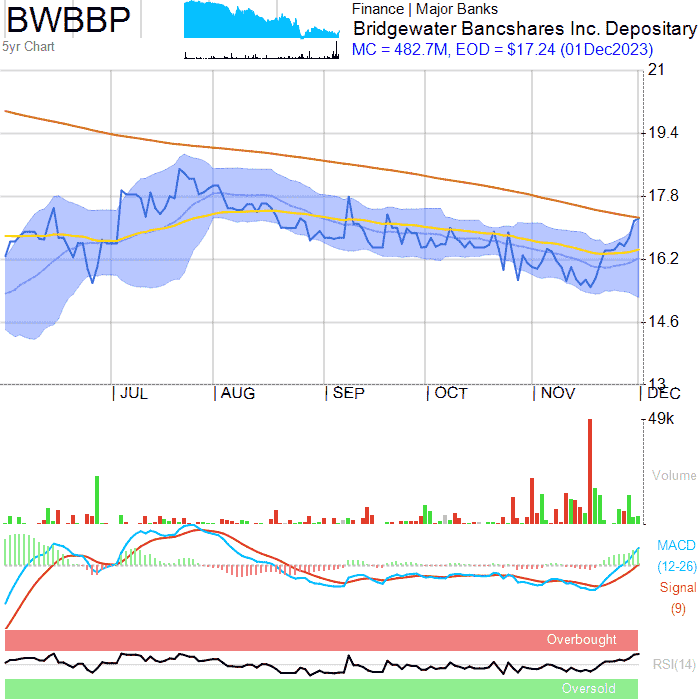 BWBBP
5yr Chart
Finance | Major Banks
Bridgewater Bancshares Inc. Depositary
MC = 482.7M, EOD = $17.24 (01Dec2023)
21
19.4
17.8
16.2
14.6
13
JUL AUG SEP OCT NOV DEC
49k
Volume
MACD
(12-26)
Signal
(9)
Overbought
RSI(14)
Oversold